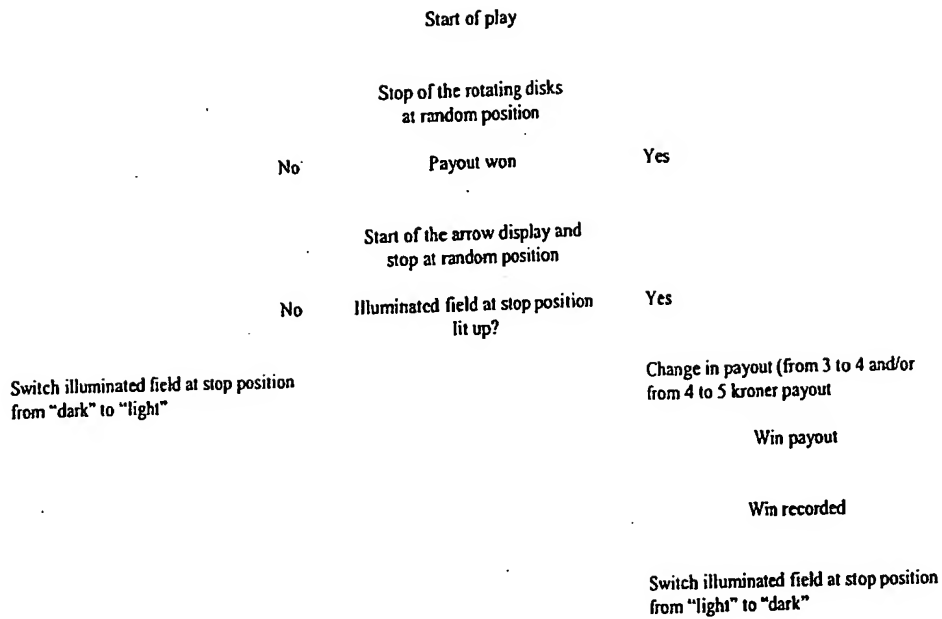 Start of play
Stop of the rotating disks
at random position
No
Payout won
Yes
Start of the arrow display and
stop at random position
No
Illuminated field at stop position
lit up?
Yes
Switch illuminated field at stop position
from "dark" to "light"
Change in payout (from 3 to 4 and/or
from 4 to 5 kroner payout
Win payout
Win recorded
Switch illuminated field at stop position
from "light" to "dark"